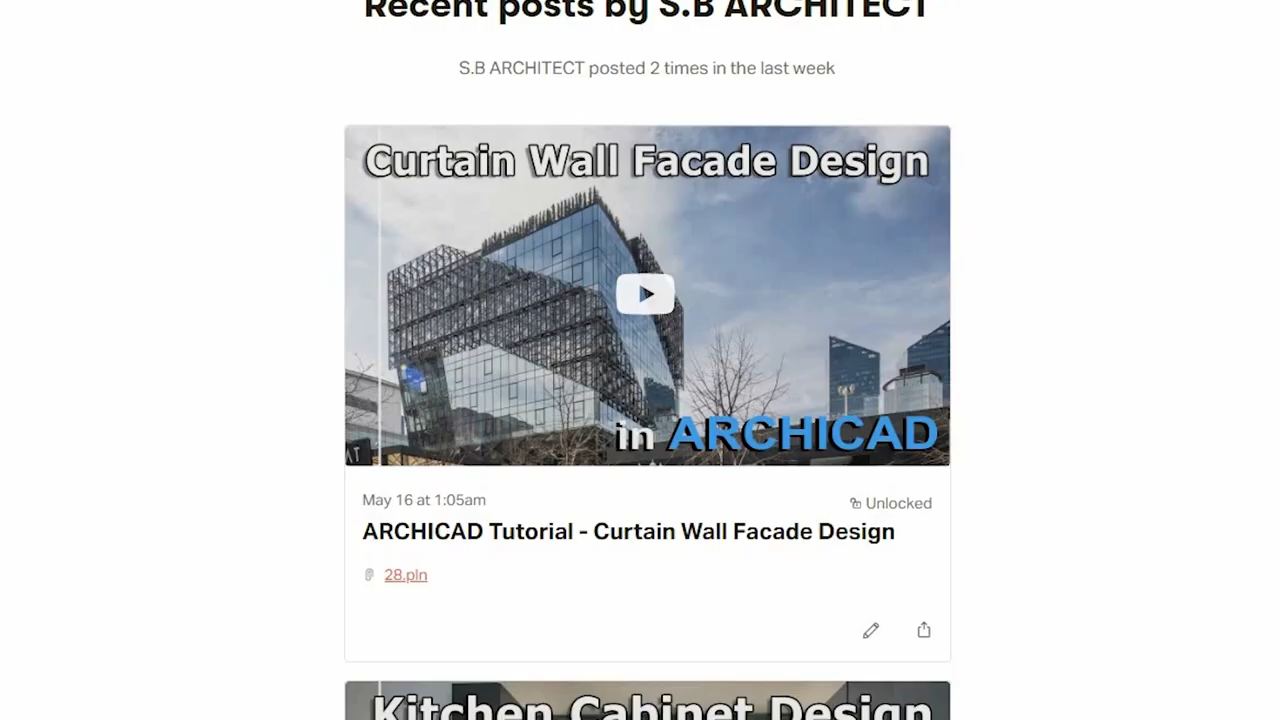 Recent posts by S.B ARCHITECT
S.B ARCHITECT posted 2 times in the last week
Curtain Wall Facade Design
in ARCHICAD
May 16 at 1:05am
Unlocked
ARCHICAD Tutorial - Curtain Wall Facade Design
28.pln
Kitchen Cabinet Design